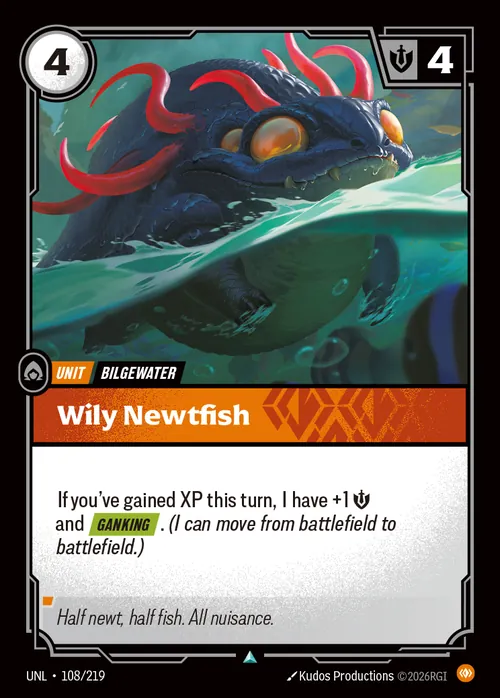 4
4
UNIT BILGEWATER
Wily Newtfish
If you've gained XP this turn, I have +1
and GANKING. (I can move from battlefield to
battlefield.)
Half newt, half fish. All nuisance.
UNL • 108/219 Kudos Productions ©2026RGI